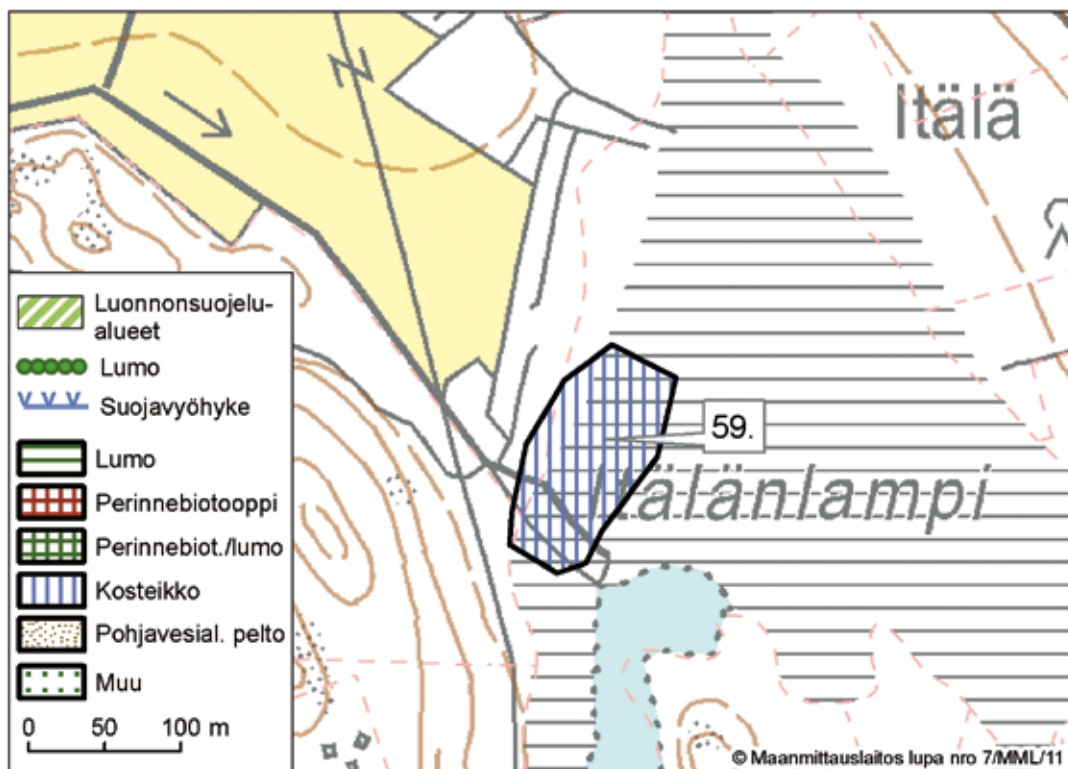 Itälä
Luonnonsuojelu-
alueet
Lumo
Suojavyöhyke
Lumo
Perinnebiotooppi
Perinnebiot./lumo
Kosteikko
Pohjavesial. pelto
Muu
0 50 100 m
59.
Itälänlampi
© Maanmittauslaitos lupa nro 7/MML/11